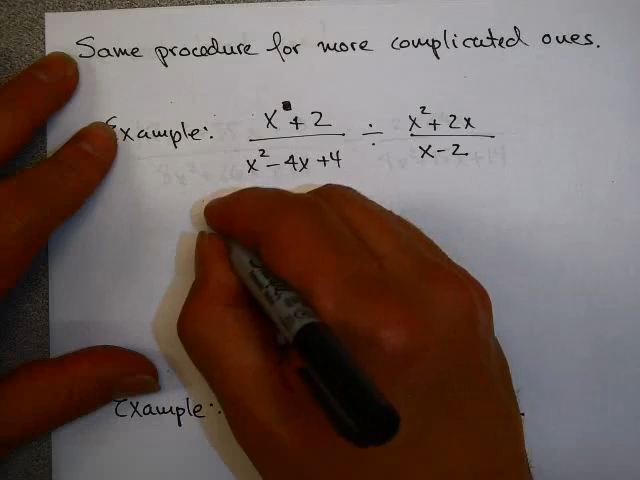 Same procedure for more complicated ones.
Example: x + 2 / x² - 4x + 4 ÷ x² + 2x / x - 2
Example: